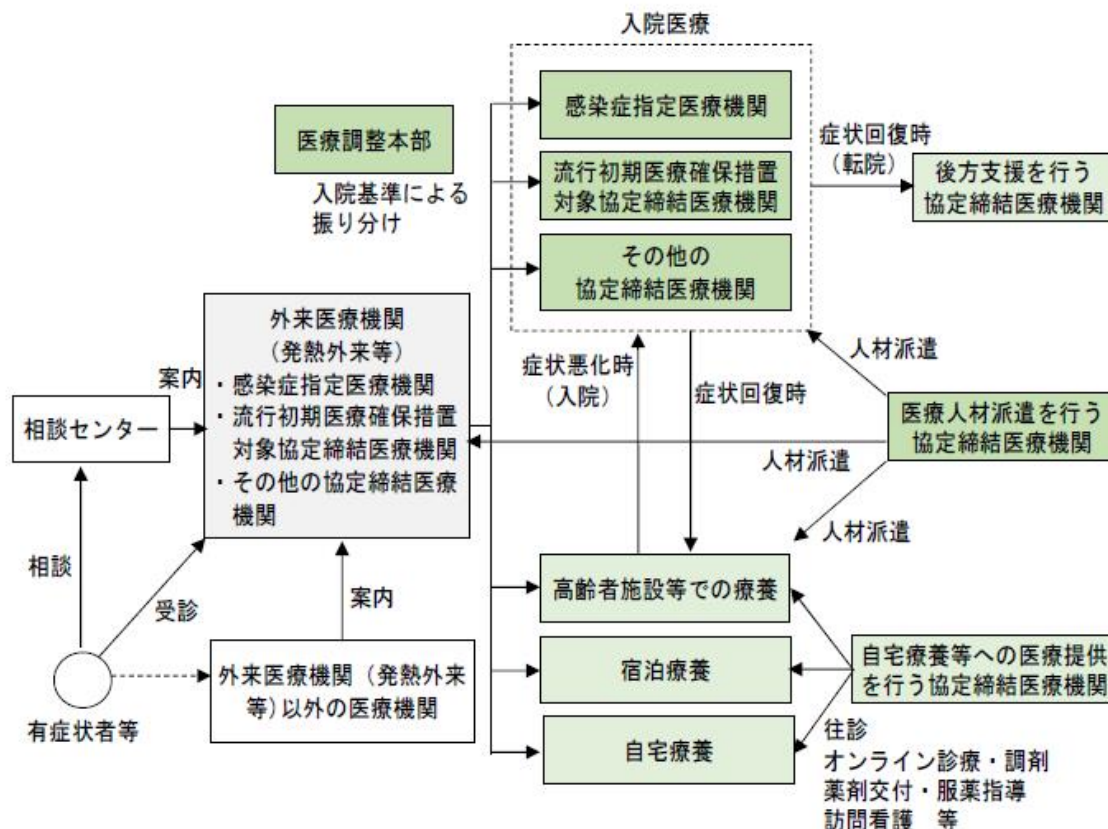 入院医療
感染症指定医療機関
医療調整本部
症状回復時
（転院）
後方支援を行う
協定締結医療機関
流行初期医療確保措置
対象協定締結医療機関
入院基準による
振り分け
その他の
協定締結医療機関
外来医療機関
（発熱外来等）
・感染症指定医療機関
・流行初期医療確保措置
対象協定締結医療機関
・その他の協定締結医療
機関
案内
相談センター
症状悪化時
（入院）
症状回復時
人材派遣
医療人材派遣を行う
協定締結医療機関
人材派遣
人材派遣
相談
受診
案内
高齢者施設等での療養
有症状者等
外来医療機関（発熱外来
等）以外の医療機関
宿泊療養
自宅療養等への医療提供
を行う協定締結医療機関
自宅療養
往診
オンライン診療・調剤
薬剤交付・服薬指導
訪問看護　等